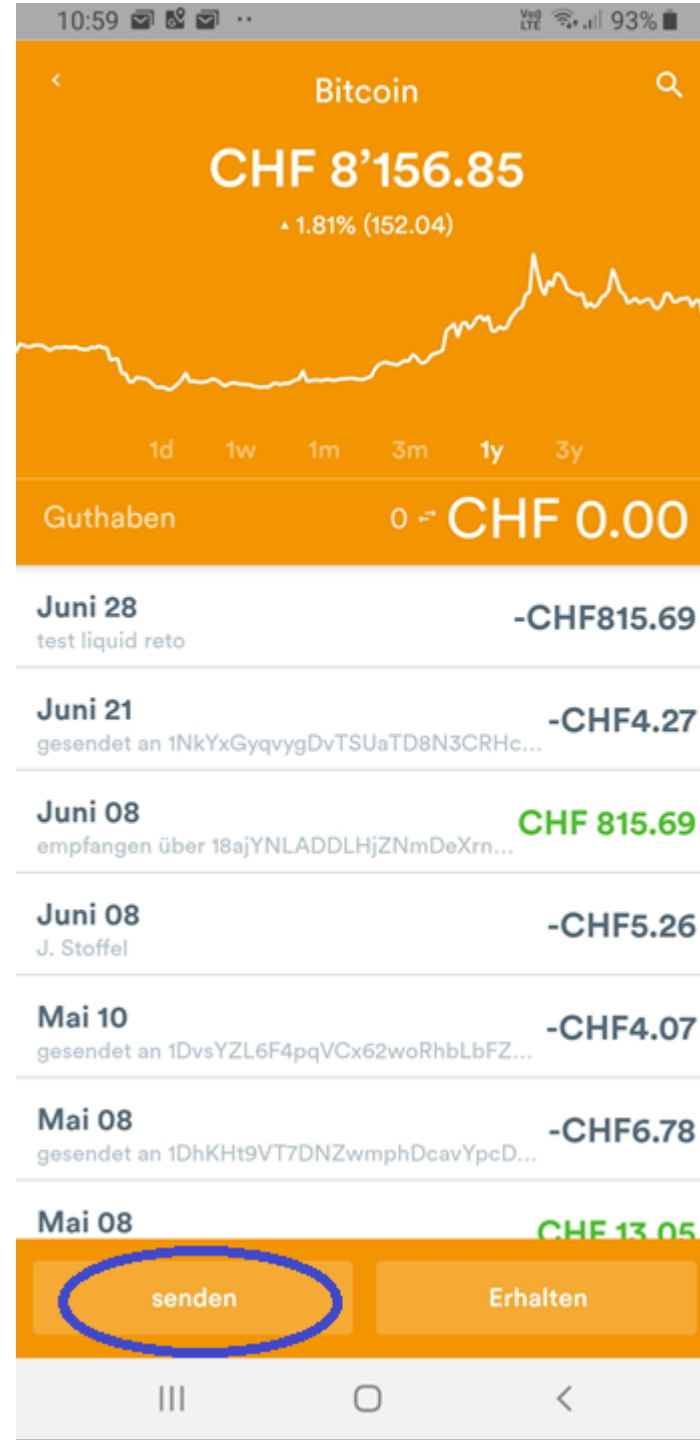 10:59 93%
Bitcoin
CHF 8’156.85
1.81% (152.04)
1d 1w 1m 3m 1y 3y
Guthaben 0 CHF 0.00
Juni 28 -CHF815.69
test liquid reto
Juni 21 -CHF4.27
gesendet an 1NkYxGyqvygDvTSUaTD8N3CRHc...
Juni 08 CHF 815.69
empfangen über 18ajYNLADDLHjZNmDeXrn...
Juni 08 -CHF5.26
J. Stoffel
Mai 10 -CHF4.07
gesendet an 1DvsYZL6F4pqVCx62woRhbLbFZ...
Mai 08 -CHF6.78
gesendet an 1DhKHt9VT7DNZwmphDcavYpcD...
Mai 08 CHF 13.05
senden Erhalten